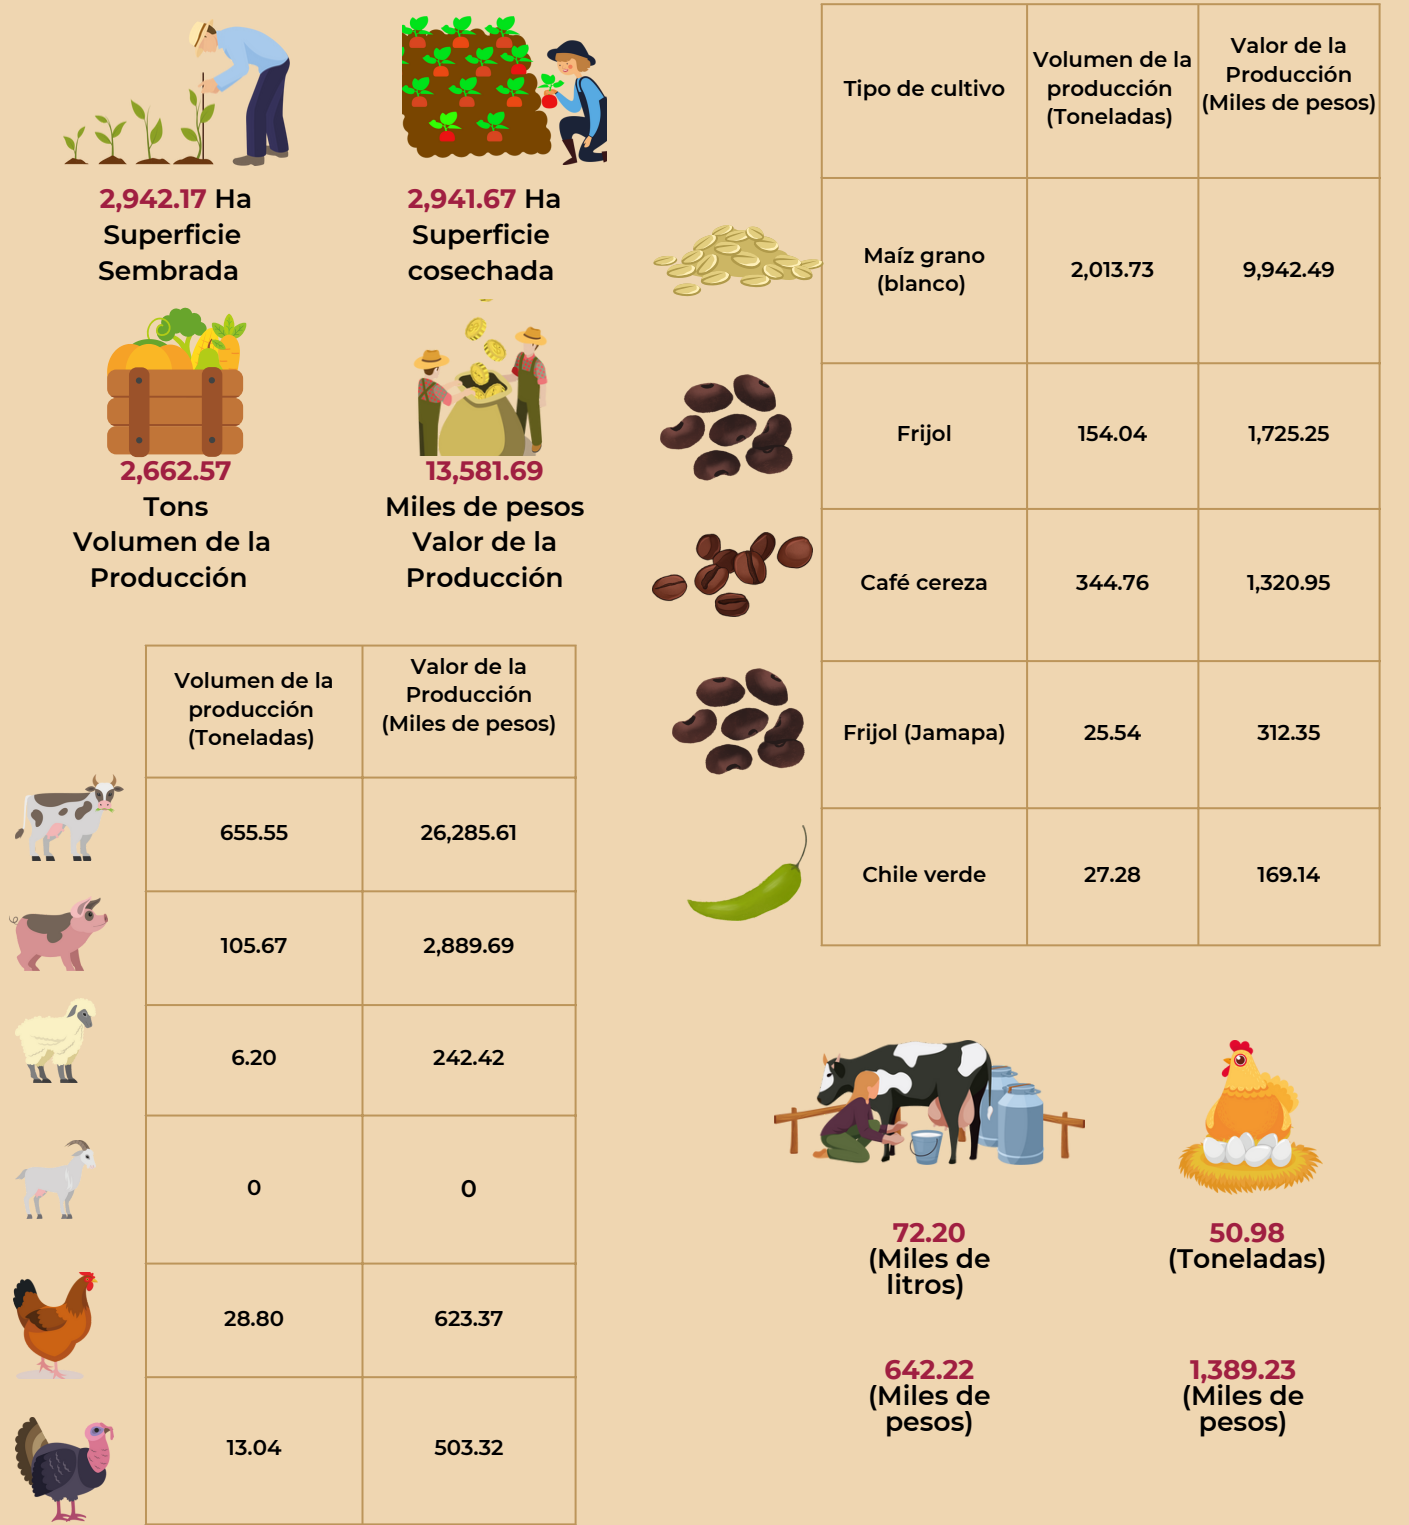 2,942.17 Ha
Superficie
Sembrada
2,941.67 Ha
Superficie
cosechada
2,662.57
Tons
Volumen de la
Producción
13,581.69
Miles de pesos
Valor de la
Producción
Tipo de cultivo
Volumen de la
producción
(Toneladas)
Valor de la
Producción
(Miles de pesos)
Maíz grano
(blanco)
2,013.73
9,942.49
Frijol
154.04
1,725.25
Café cereza
344.76
1,320.95
Frijol (Jamapa)
25.54
312.35
Chile verde
27.28
169.14
Volumen de la
producción
(Toneladas)
Valor de la
Producción
(Miles de pesos)
655.55
26,285.61
105.67
2,889.69
6.20
242.42
0
0
28.80
623.37
13.04
503.32
72.20
(Miles de
litros)
642.22
(Miles de
pesos)
50.98
(Toneladas)
1,389.23
(Miles de
pesos)